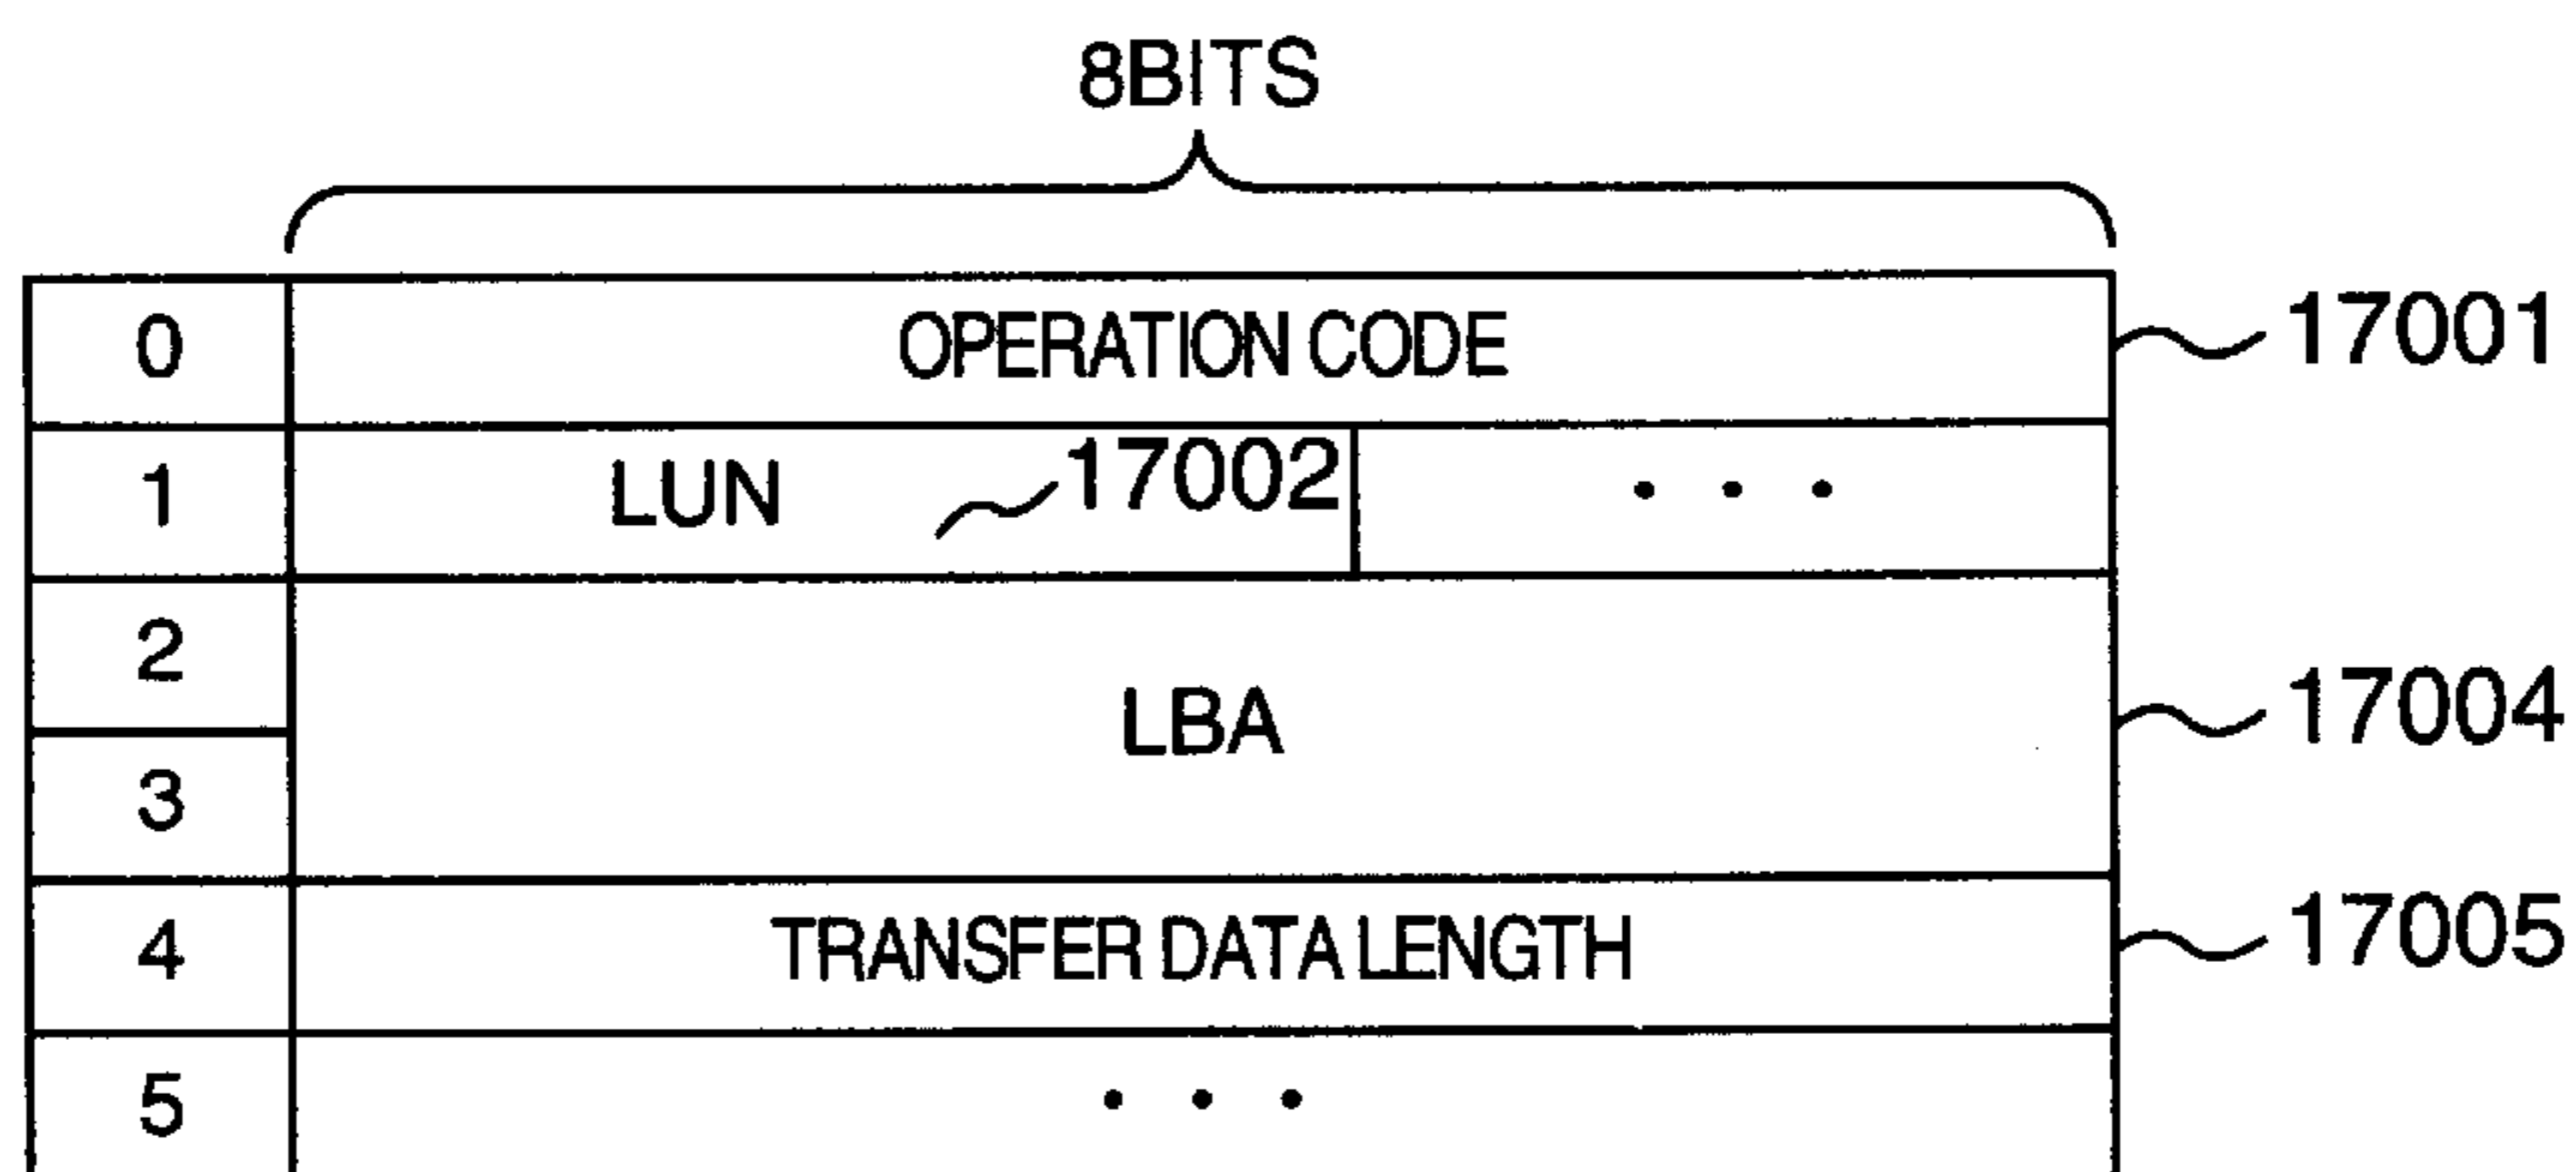 8BITS
0 OPERATION CODE 17001
1 LUN 17002 • • •
2
LBA 17004
3
4 TRANSFER DATA LENGTH 17005
5 • • •